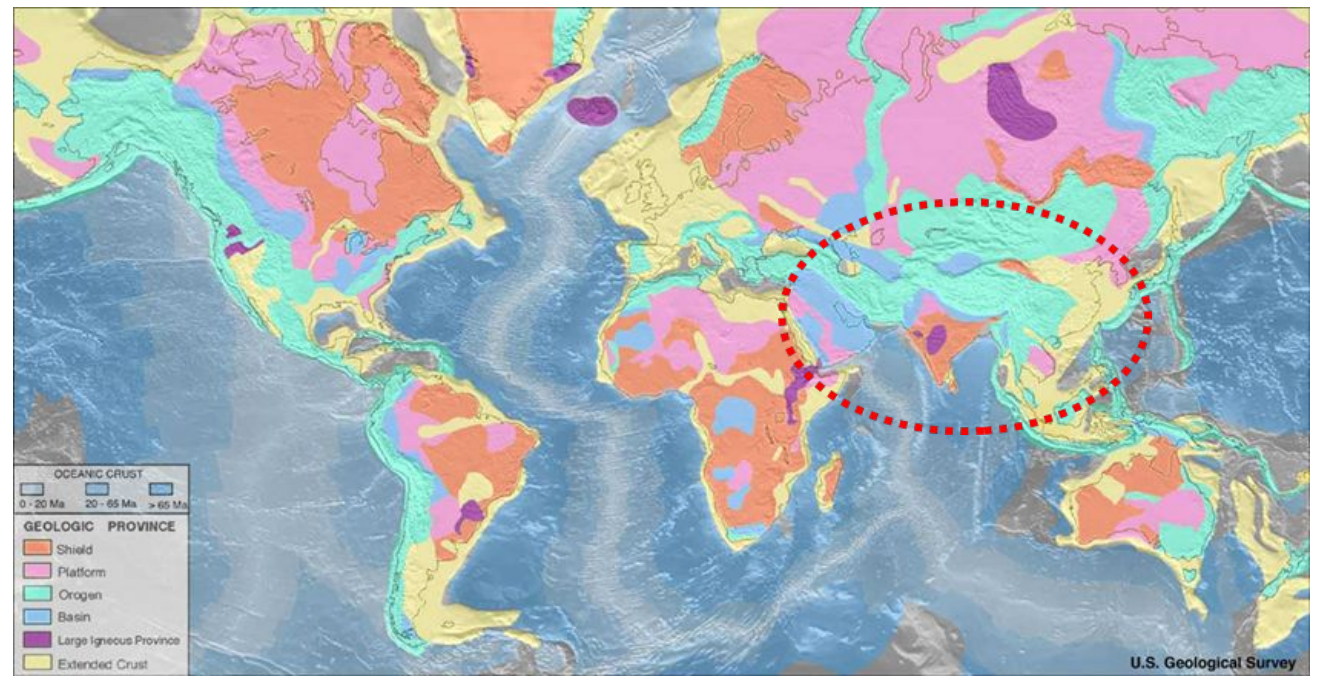 OCEANIC CRUST
0 - 20 Ma 20 - 65 Ma > 65 Ma
GEOLOGIC PROVINCE
Shield
Platform
Orogen
Basin
Large Igneous Province
Extended Crust
U.S. Geological Survey